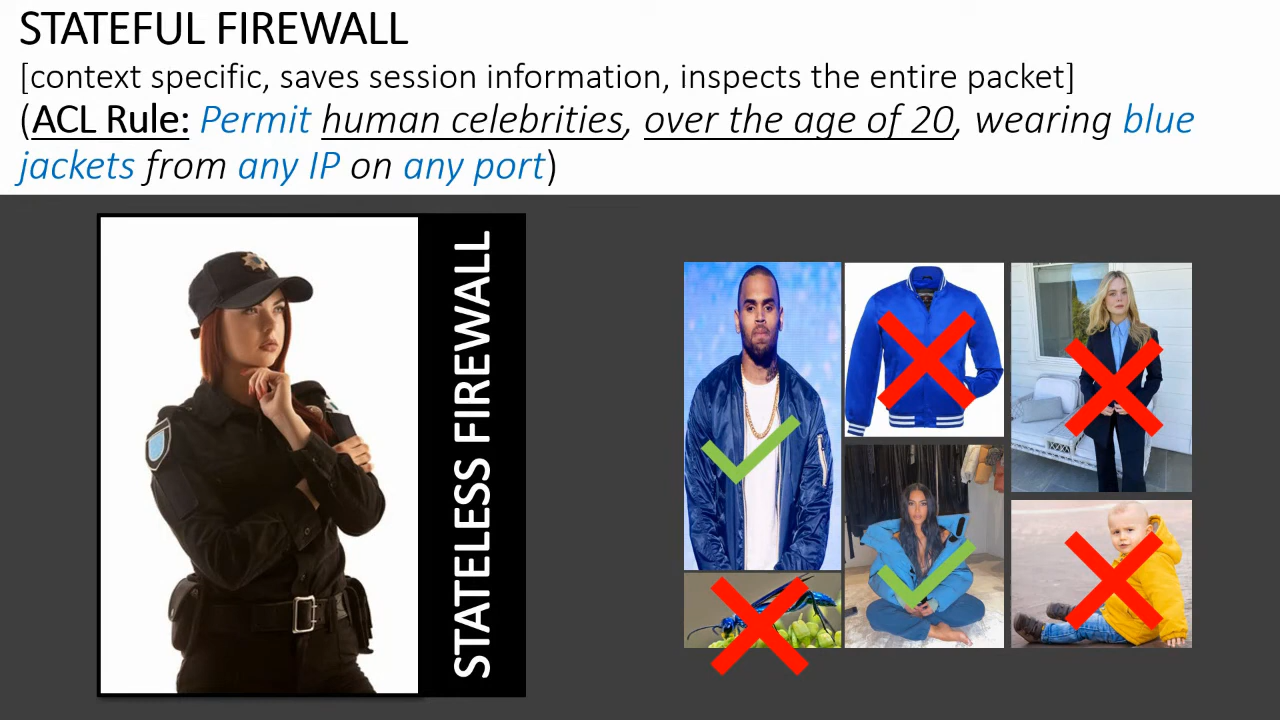 STATEFUL FIREWALL
[context specific, saves session information, inspects the entire packet]
(ACL Rule: Permit human celebrities, over the age of 20, wearing blue
jackets from any IP on any port)
STATELESS FIREWALL